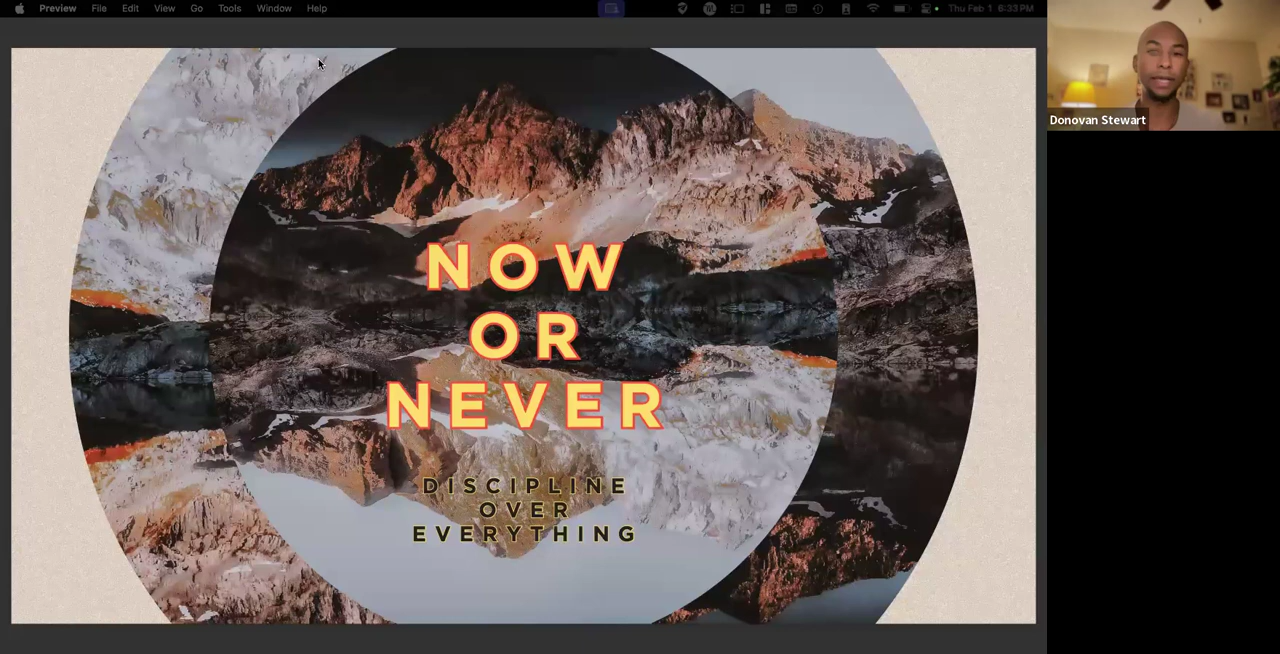 Preview File Edit View Go Tools Window Help
Thu Feb 1 6:33 PM
NOW
OR
NEVER
DISCIPLINE
OVER
EVERYTHING
Donovan Stewart